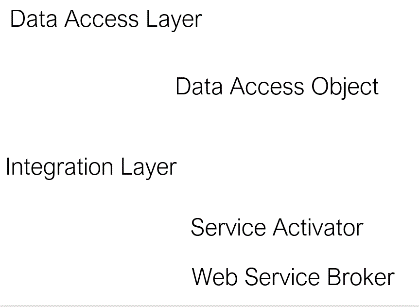 Data Access Layer
Data Access Object
Integration Layer
Service Activator
Web Service Broker